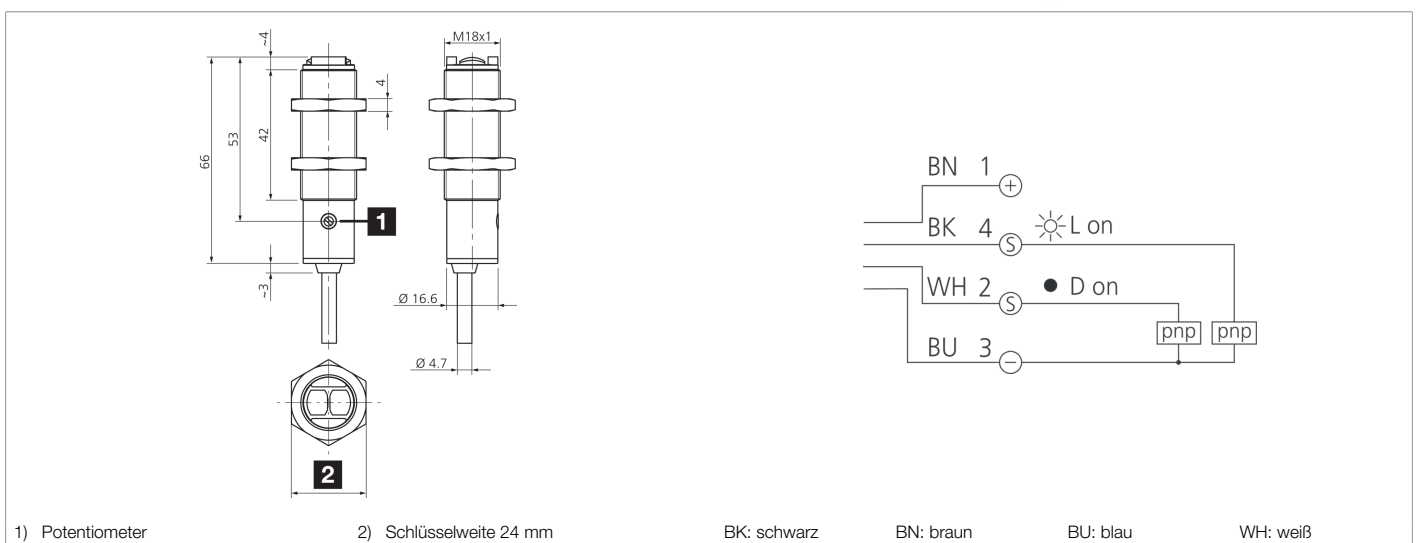 ~4
M18x1
4
66
53
42
1
~3
Ø 16.6
Ø 4.7
2
BN 1 +
BK 4 S L on
WH 2 S D on
pnp pnp
BU 3 −
1) Potentiometer 2) Schlüsselweite 24 mm BK: schwarz BN: braun BU: blau WH: weiß